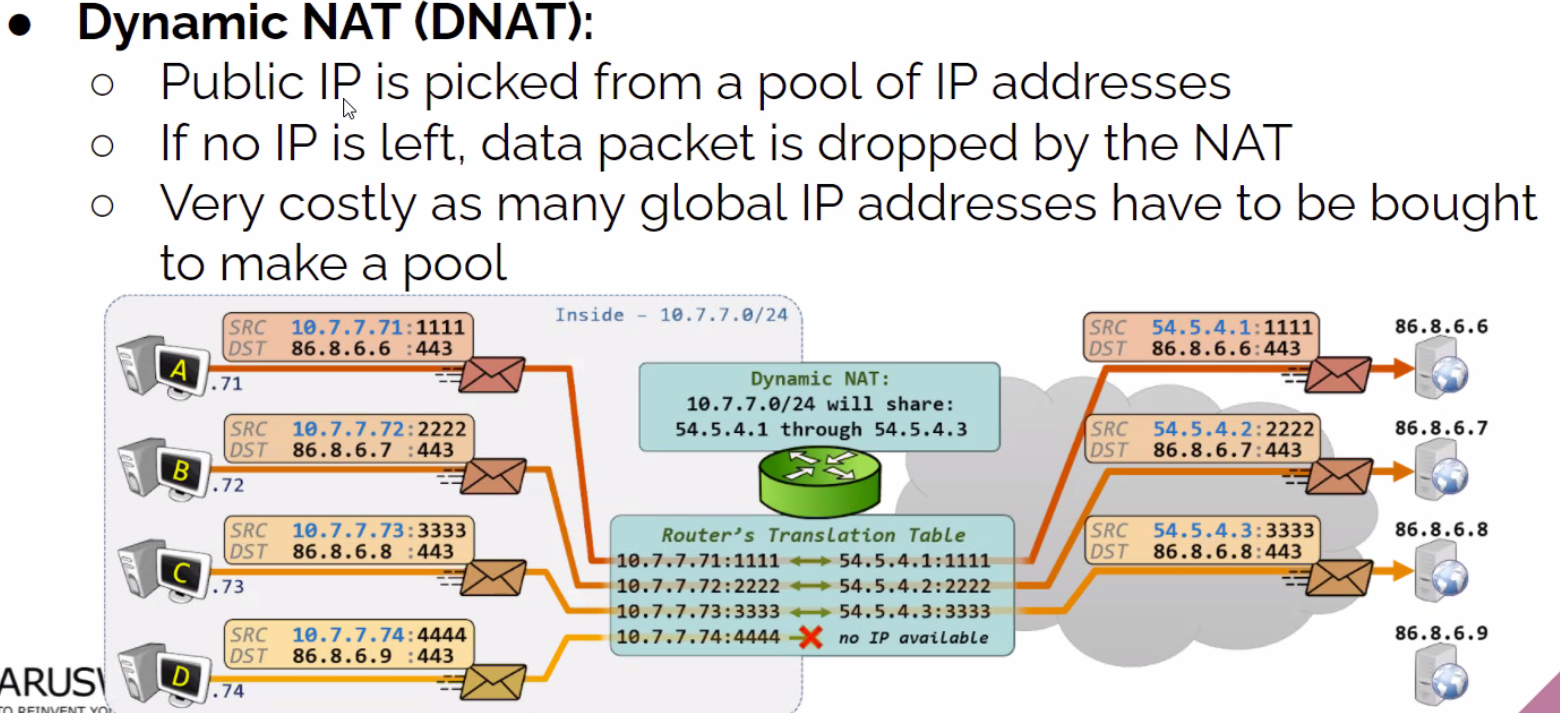 ● Dynamic NAT (DNAT):
○ Public IP is picked from a pool of IP addresses
○ If no IP is left, data packet is dropped by the NAT
○ Very costly as many global IP addresses have to be bought
to make a pool
Inside – 10.7.7.0/24
SRC 10.7.7.71:1111
DST 86.8.6.6 :443
A
.71
SRC 10.7.7.72:2222
DST 86.8.6.7 :443
B
.72
SRC 10.7.7.73:3333
DST 86.8.6.8 :443
C
.73
SRC 10.7.7.74:4444
DST 86.8.6.9 :443
D
.74
Dynamic NAT:
10.7.7.0/24 will share:
54.5.4.1 through 54.5.4.3
Router's Translation Table
10.7.7.71:1111 ↔ 54.5.4.1:1111
10.7.7.72:2222 ↔ 54.5.4.2:2222
10.7.7.73:3333 ↔ 54.5.4.3:3333
10.7.7.74:4444 no IP available
SRC 54.5.4.1:1111
DST 86.8.6.6:443
86.8.6.6
SRC 54.5.4.2:2222
DST 86.8.6.7:443
86.8.6.7
SRC 54.5.4.3:3333
DST 86.8.6.8:443
86.8.6.8
86.8.6.9
ARUS
TO REINVENT YO